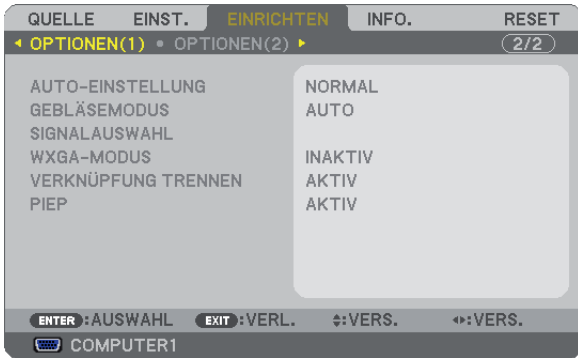 QUELLE EINST. EINRICHTEN INFO. RESET
OPTIONEN(1) • OPTIONEN(2) 2/2
AUTO-EINSTELLUNG NORMAL
GEBLÄSEMODUS AUTO
SIGNALAUSWAHL
WXGA-MODUS INAKTIV
VERKNÜPFUNG TRENNEN AKTIV
PIEP AKTIV
ENTER :AUSWAHL EXIT :VERL. :VERS. :VERS.
COMPUTER1